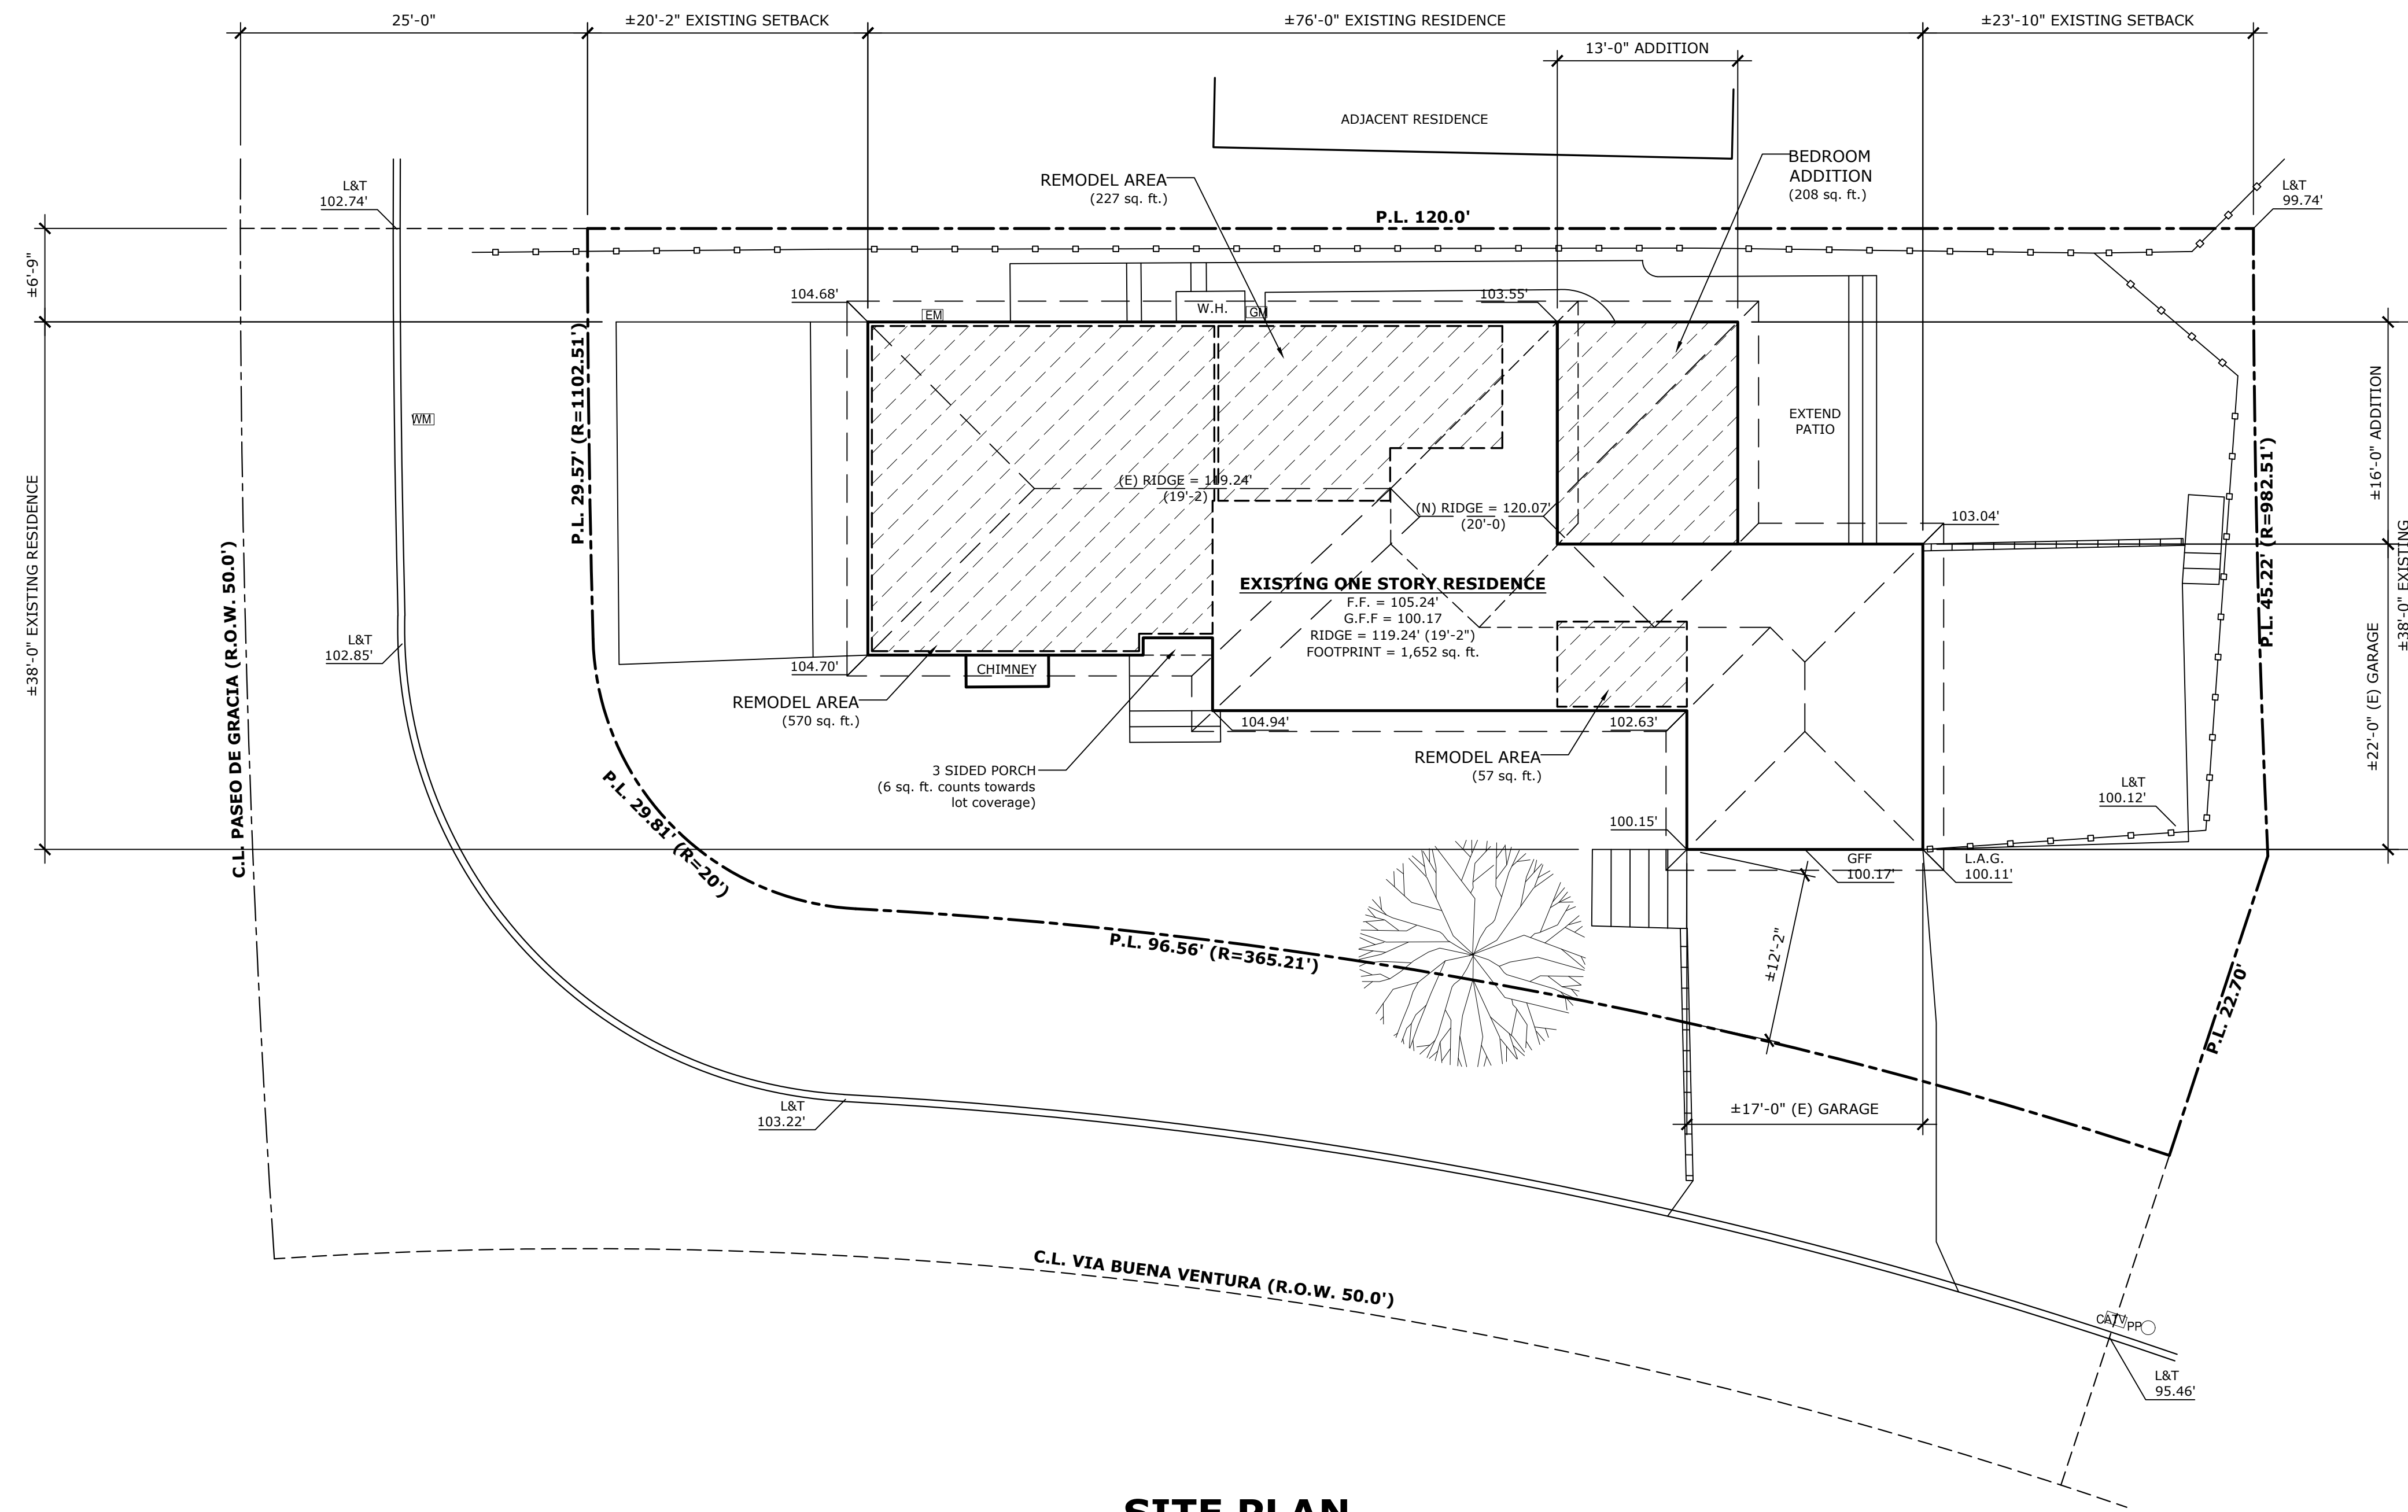 25'-0"
±20'-2" EXISTING SETBACK
±76'-0" EXISTING RESIDENCE
±23'-10" EXISTING SETBACK
13'-0" ADDITION
ADJACENT RESIDENCE
BEDROOM
ADDITION
(208 sq. ft.)
REMODEL AREA
(227 sq. ft.)
L&T
102.74'
L&T
99.74'
P.L. 120.0'
±6'-9"
104.68'
EM
W.H.
GM
103.55'
P.L. 29.57' (R=1102.51')
WM
EXTEND
PATIO
±16'-0" ADDITION
(E) RIDGE = 119.24'
(19'-2)
(N) RIDGE = 120.07'
(20'-0)
103.04'
±38'-0" EXISTING RESIDENCE
P.L. 45.22' (R=982.51')
±38'-0" EXISTING
EXISTING ONE STORY RESIDENCE
F.F. = 105.24'
G.F.F = 100.17
RIDGE = 119.24' (19'-2")
FOOTPRINT = 1,652 sq. ft.
C.L. PASEO DE GRACIA (R.O.W. 50.0')
L&T
102.85'
104.70'
CHIMNEY
REMODEL AREA
(570 sq. ft.)
104.94'
102.63'
±22'-0" (E) GARAGE
3 SIDED PORCH
(6 sq. ft. counts towards
lot coverage)
REMODEL AREA
(57 sq. ft.)
L&T
100.12'
100.15'
GFF
100.17'
L.A.G.
100.11'
P.L. 29.81' (R=20')
P.L. 96.56' (R=365.21')
±12'-2"
P.L. 22.70'
L&T
103.22'
±17'-0" (E) GARAGE
C.L. VIA BUENA VENTURA (R.O.W. 50.0')
CATV
PP
L&T
95.46'
SITE PLAN